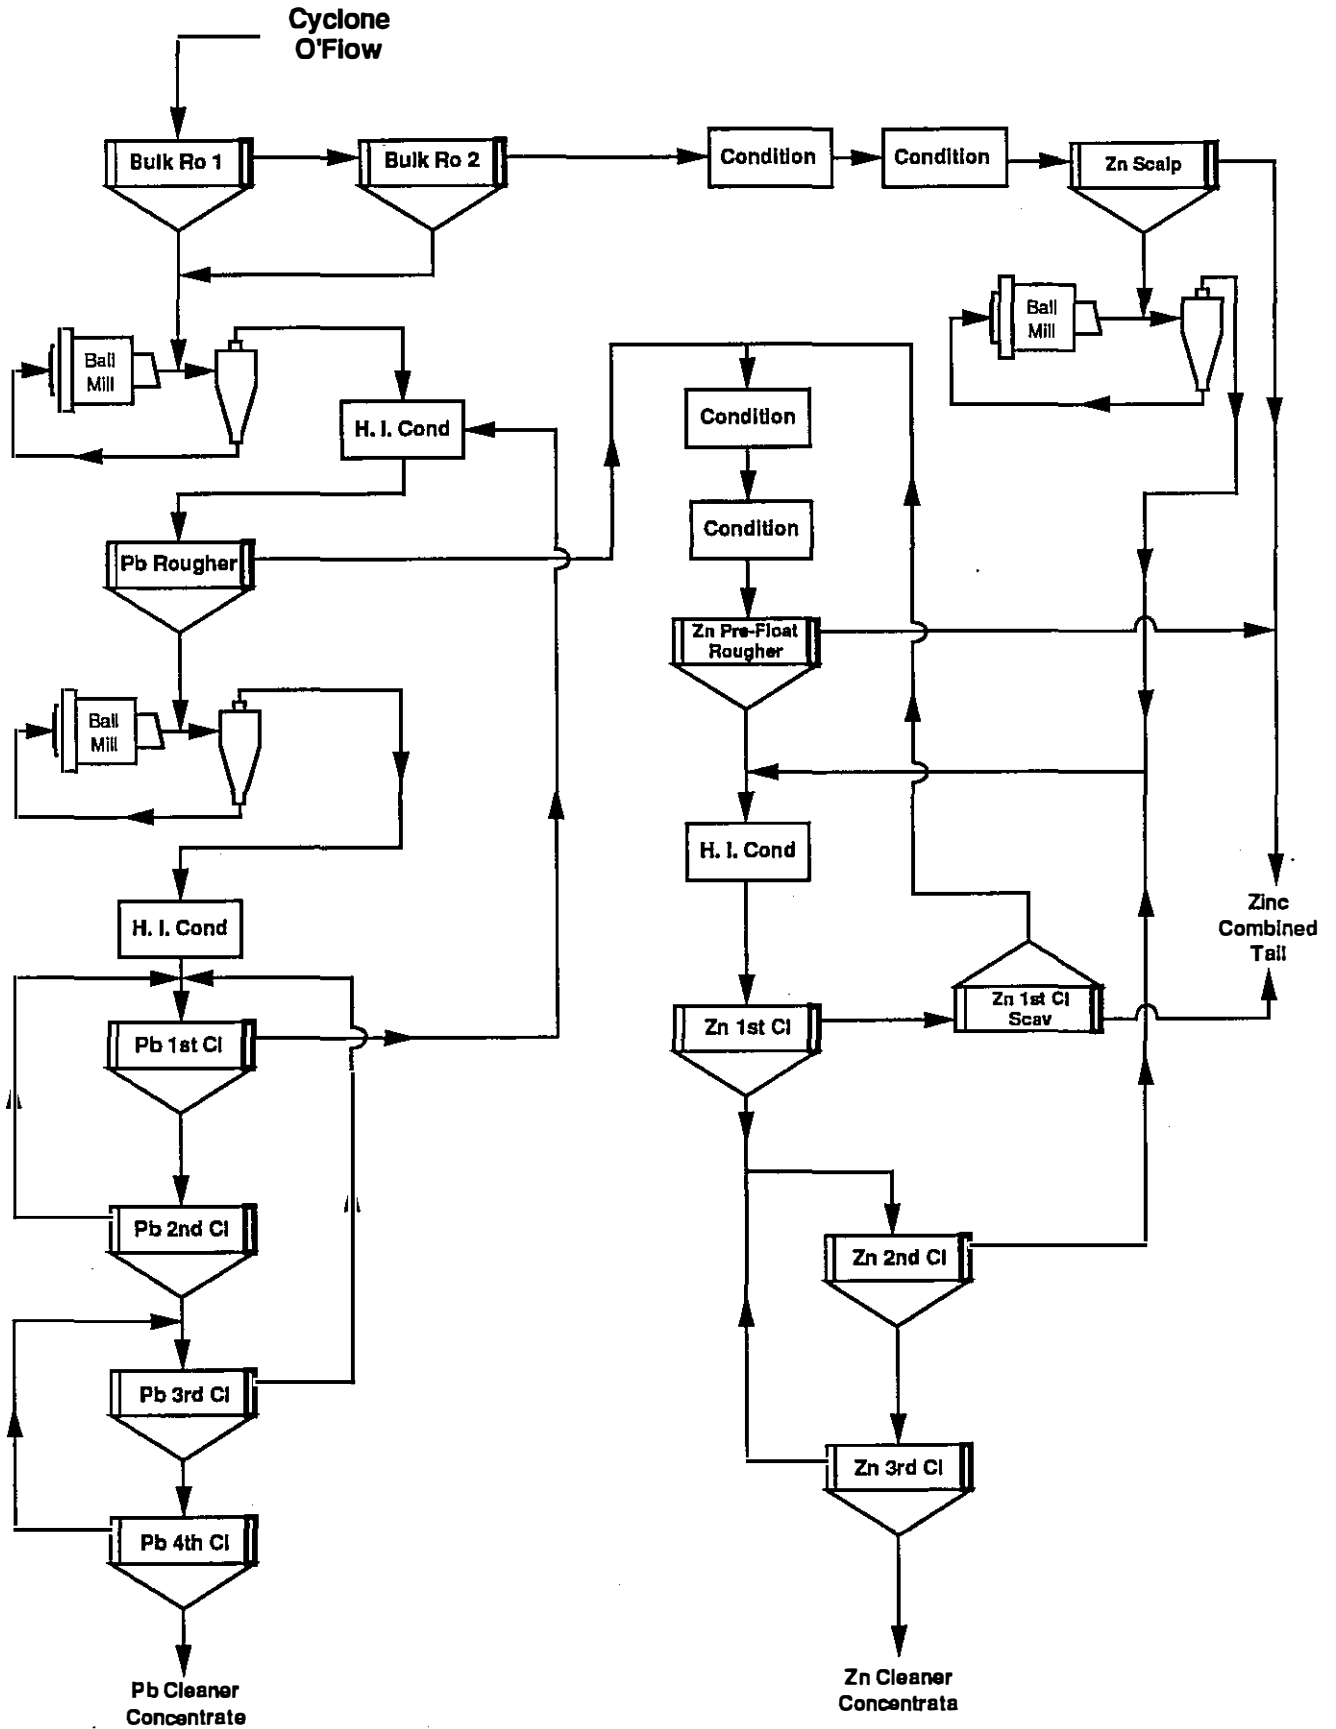 Cyclone
O'Flow
Bulk Ro 1
Bulk Ro 2
Condition
Condition
Zn Scalp
Ball
Mill
Ball
Mill
H. I. Cond
Condition
Condition
Pb Rougher
Zn Pre-Float
Rougher
Ball
Mill
H. I. Cond
H. I. Cond
Zinc
Combined
Tail
Pb 1st Cl
Zn 1st Cl
Zn 1st Cl
Scav
Pb 2nd Cl
Zn 2nd Cl
Pb 3rd Cl
Zn 3rd Cl
Pb 4th Cl
Pb Cleaner
Concentrate
Zn Cleaner
Concentrata